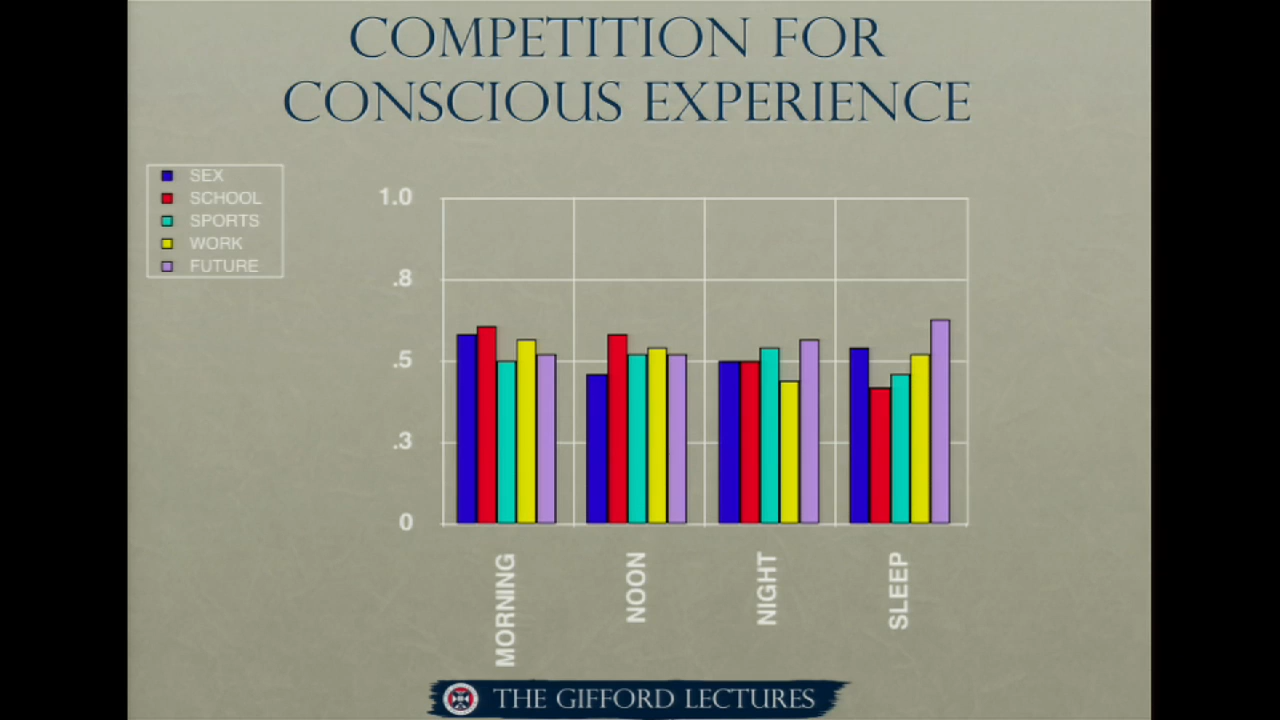 COMPETITION FOR
CONSCIOUS EXPERIENCE
SEX
SCHOOL
SPORTS
WORK
FUTURE
1.0
.8
.5
.3
0
MORNING
NOON
NIGHT
SLEEP
THE GIFFORD LECTURES